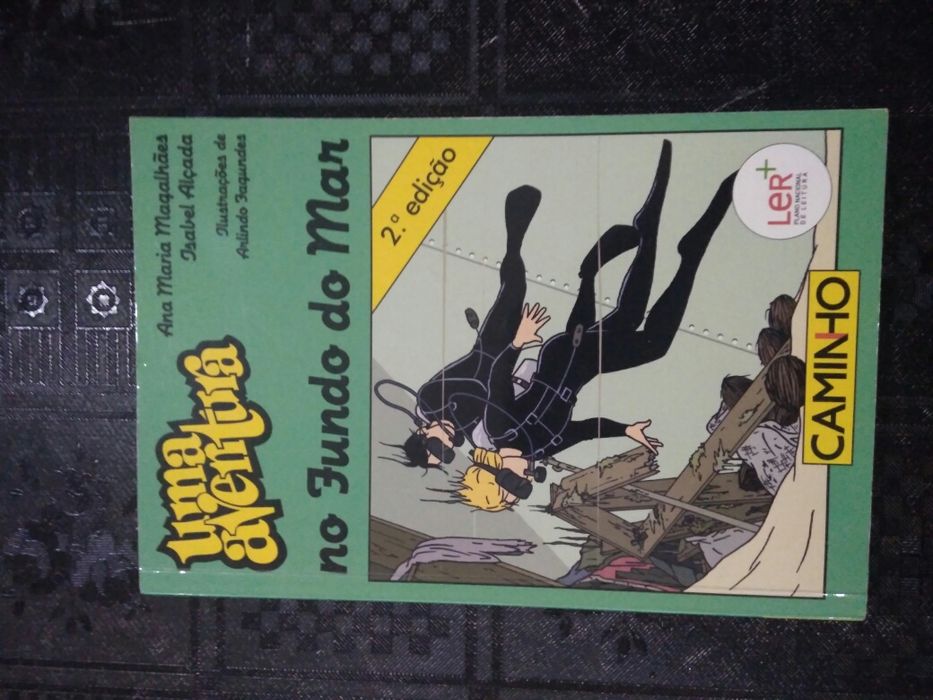 uma
aventura
Ana Maria Magalhães
Isabel Alçada
Ilustrações de
Arlindo Fagundes
no Fundo do Mar
2.ª edição
LeR+
PLANO NACIONAL
DE LEITURA
CAMINHO